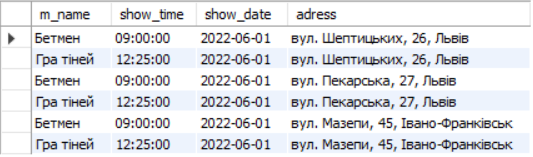 m_name show_time show_date adress
Бетмен 09:00:00 2022-06-01 вул. Шептицьких, 26, Львів
Гра тіней 12:25:00 2022-06-01 вул. Шептицьких, 26, Львів
Бетмен 09:00:00 2022-06-01 вул. Пекарська, 27, Львів
Гра тіней 12:25:00 2022-06-01 вул. Пекарська, 27, Львів
Бетмен 09:00:00 2022-06-01 вул. Мазепи, 45, Івано-Франківськ
Гра тіней 12:25:00 2022-06-01 вул. Мазепи, 45, Івано-Франківськ